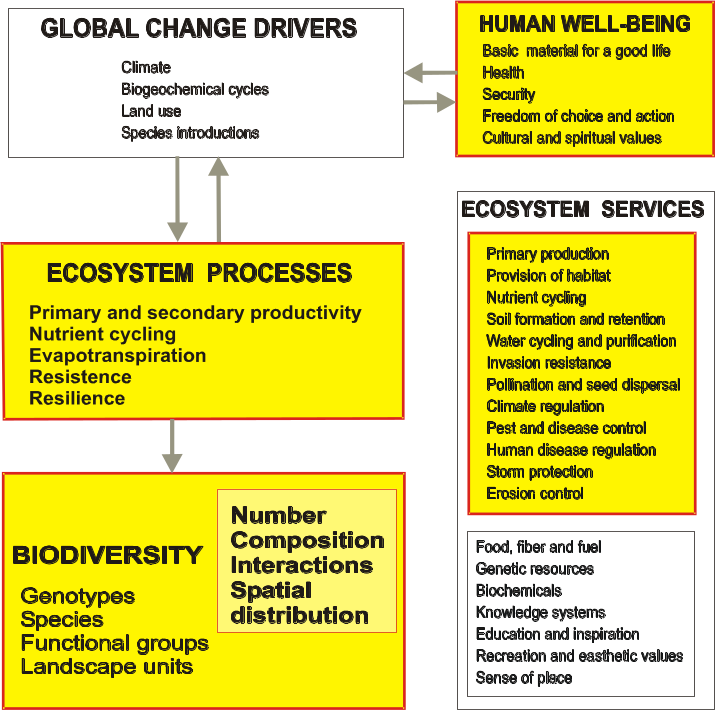 GLOBAL CHANGE DRIVERS
Climate
Biogeochemical cycles
Land use
Species introductions
HUMAN WELL-BEING
Basic material for a good life
Health
Security
Freedom of choice and action
Cultural and spiritual values
ECOSYSTEM PROCESSES
Primary and secondary productivity
Nutrient cycling
Evapotranspiration
Resistence
Resilience
BIODIVERSITY
Genotypes
Species
Functional groups
Landscape units
Number
Composition
Interactions
Spatial
distribution
ECOSYSTEM SERVICES
Primary production
Provision of habitat
Nutrient cycling
Soil formation and retention
Water cycling and purification
Invasion resistance
Pollination and seed dispersal
Climate regulation
Pest and disease control
Human disease regulation
Storm protection
Erosion control
Food, fiber and fuel
Genetic resources
Biochemicals
Knowledge systems
Education and inspiration
Recreation and easthetic values
Sense of place